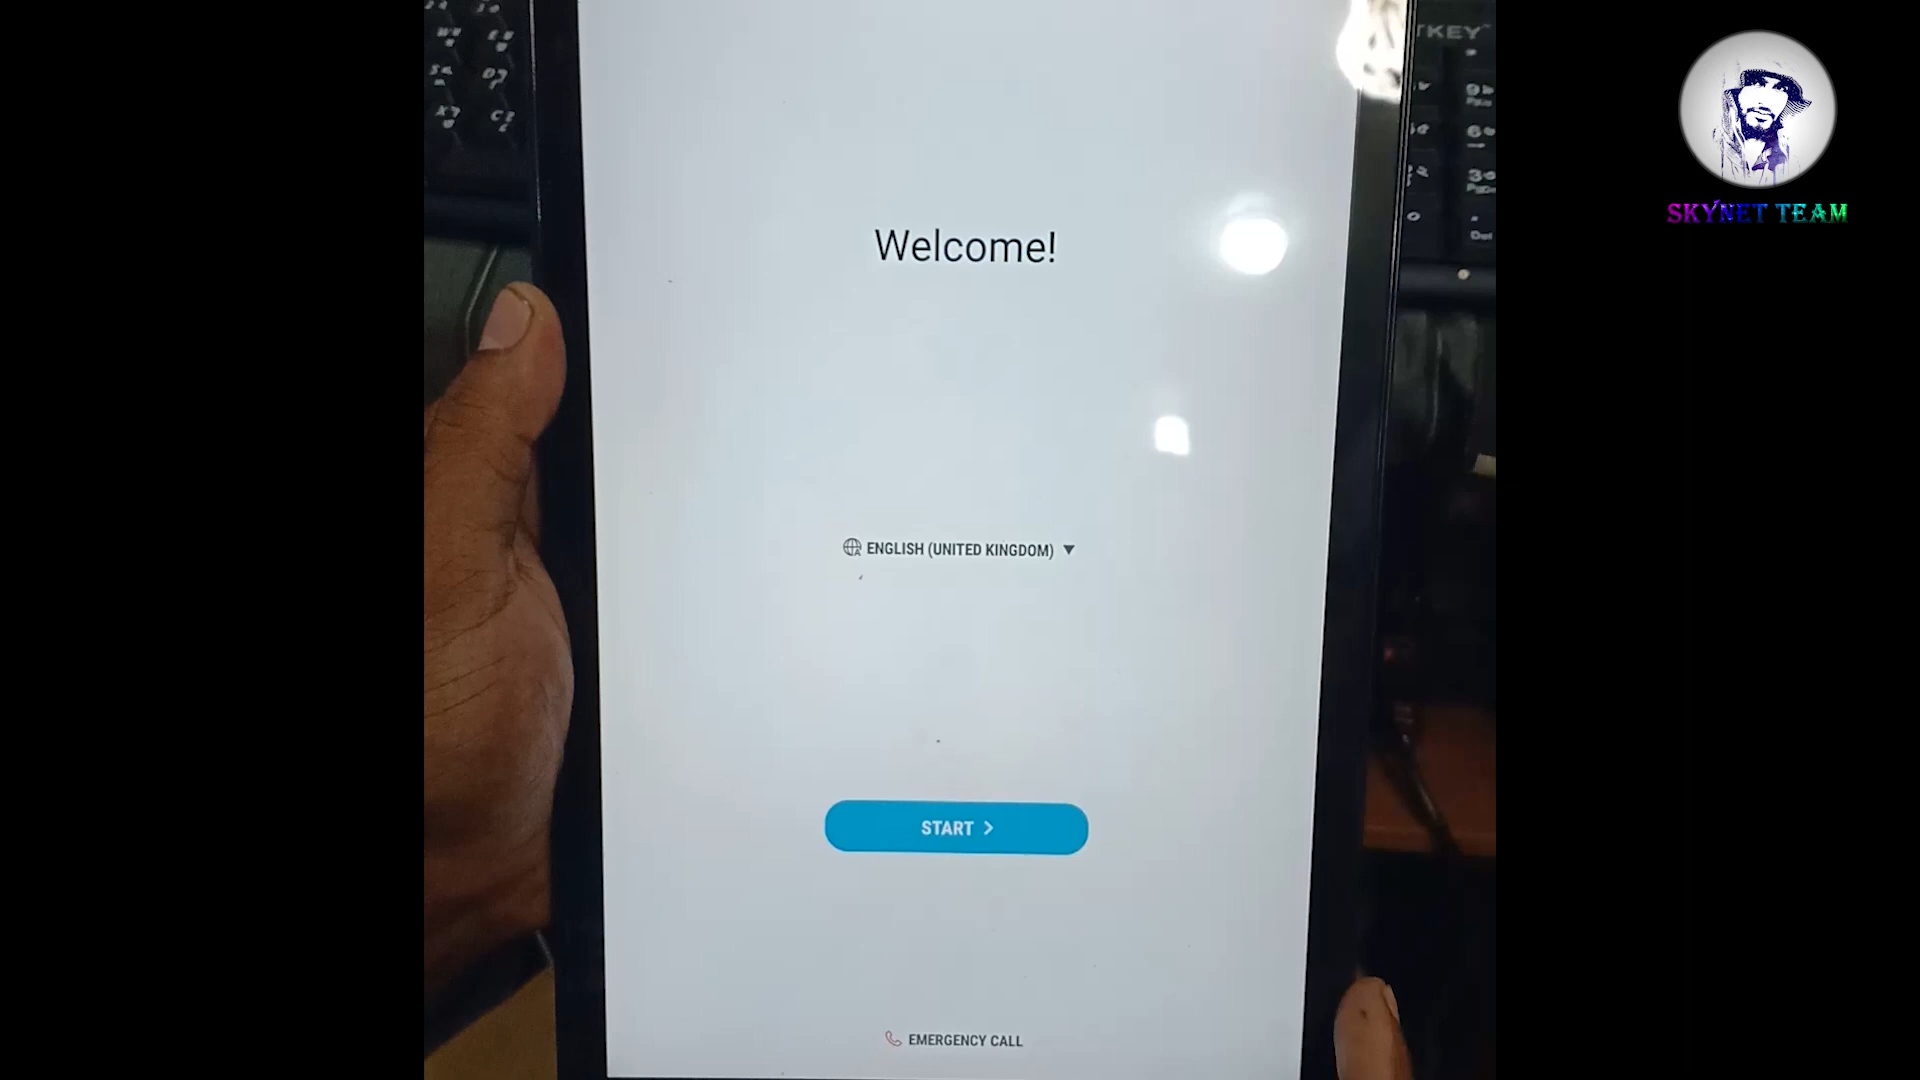 Welcome!
ENGLISH (UNITED KINGDOM)
START
EMERGENCY CALL
SKYNET TEAM